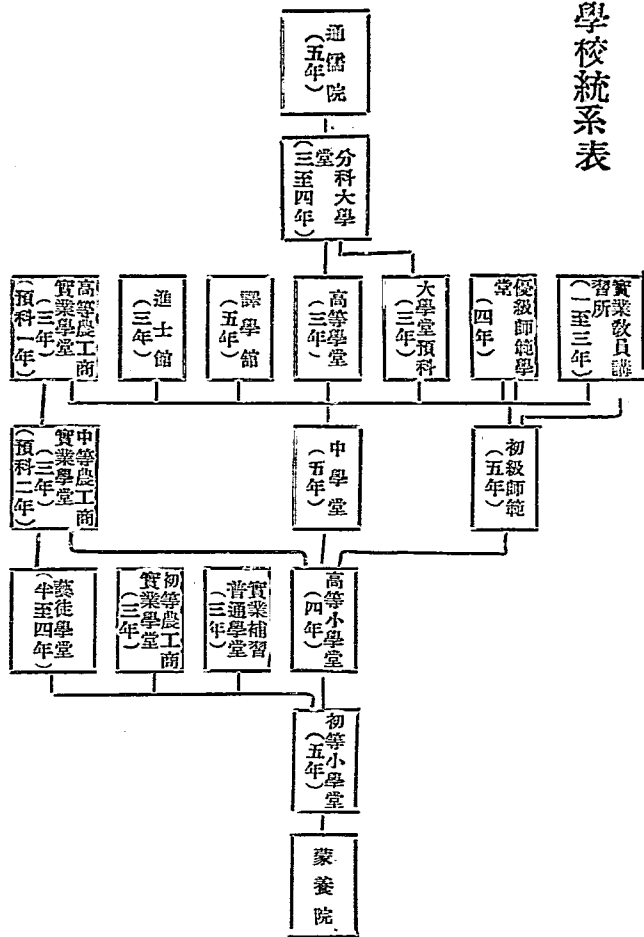 學校統系表
通儒院
(五年)
分科大學
堂
(三至四年)
實業教員講
習所
(一至三年)
優級師範學
堂
(四年)
大學堂預科
(三年)
高等學堂
(三年)
譯學館
(五年)
進士館
(三年)
高等農工商
實業學堂
(三年)
(預科一年)
初級師範
(五年)
中學堂
(五年)
中等農工商
實業學堂
(三年)
(預科二年)
高等小學堂
(四年)
實業補習
普通學堂
(三年)
初等農工商
實業學堂
(三年)
藝徒學堂
(半至四年)
初等小學堂
(五年)
蒙養院